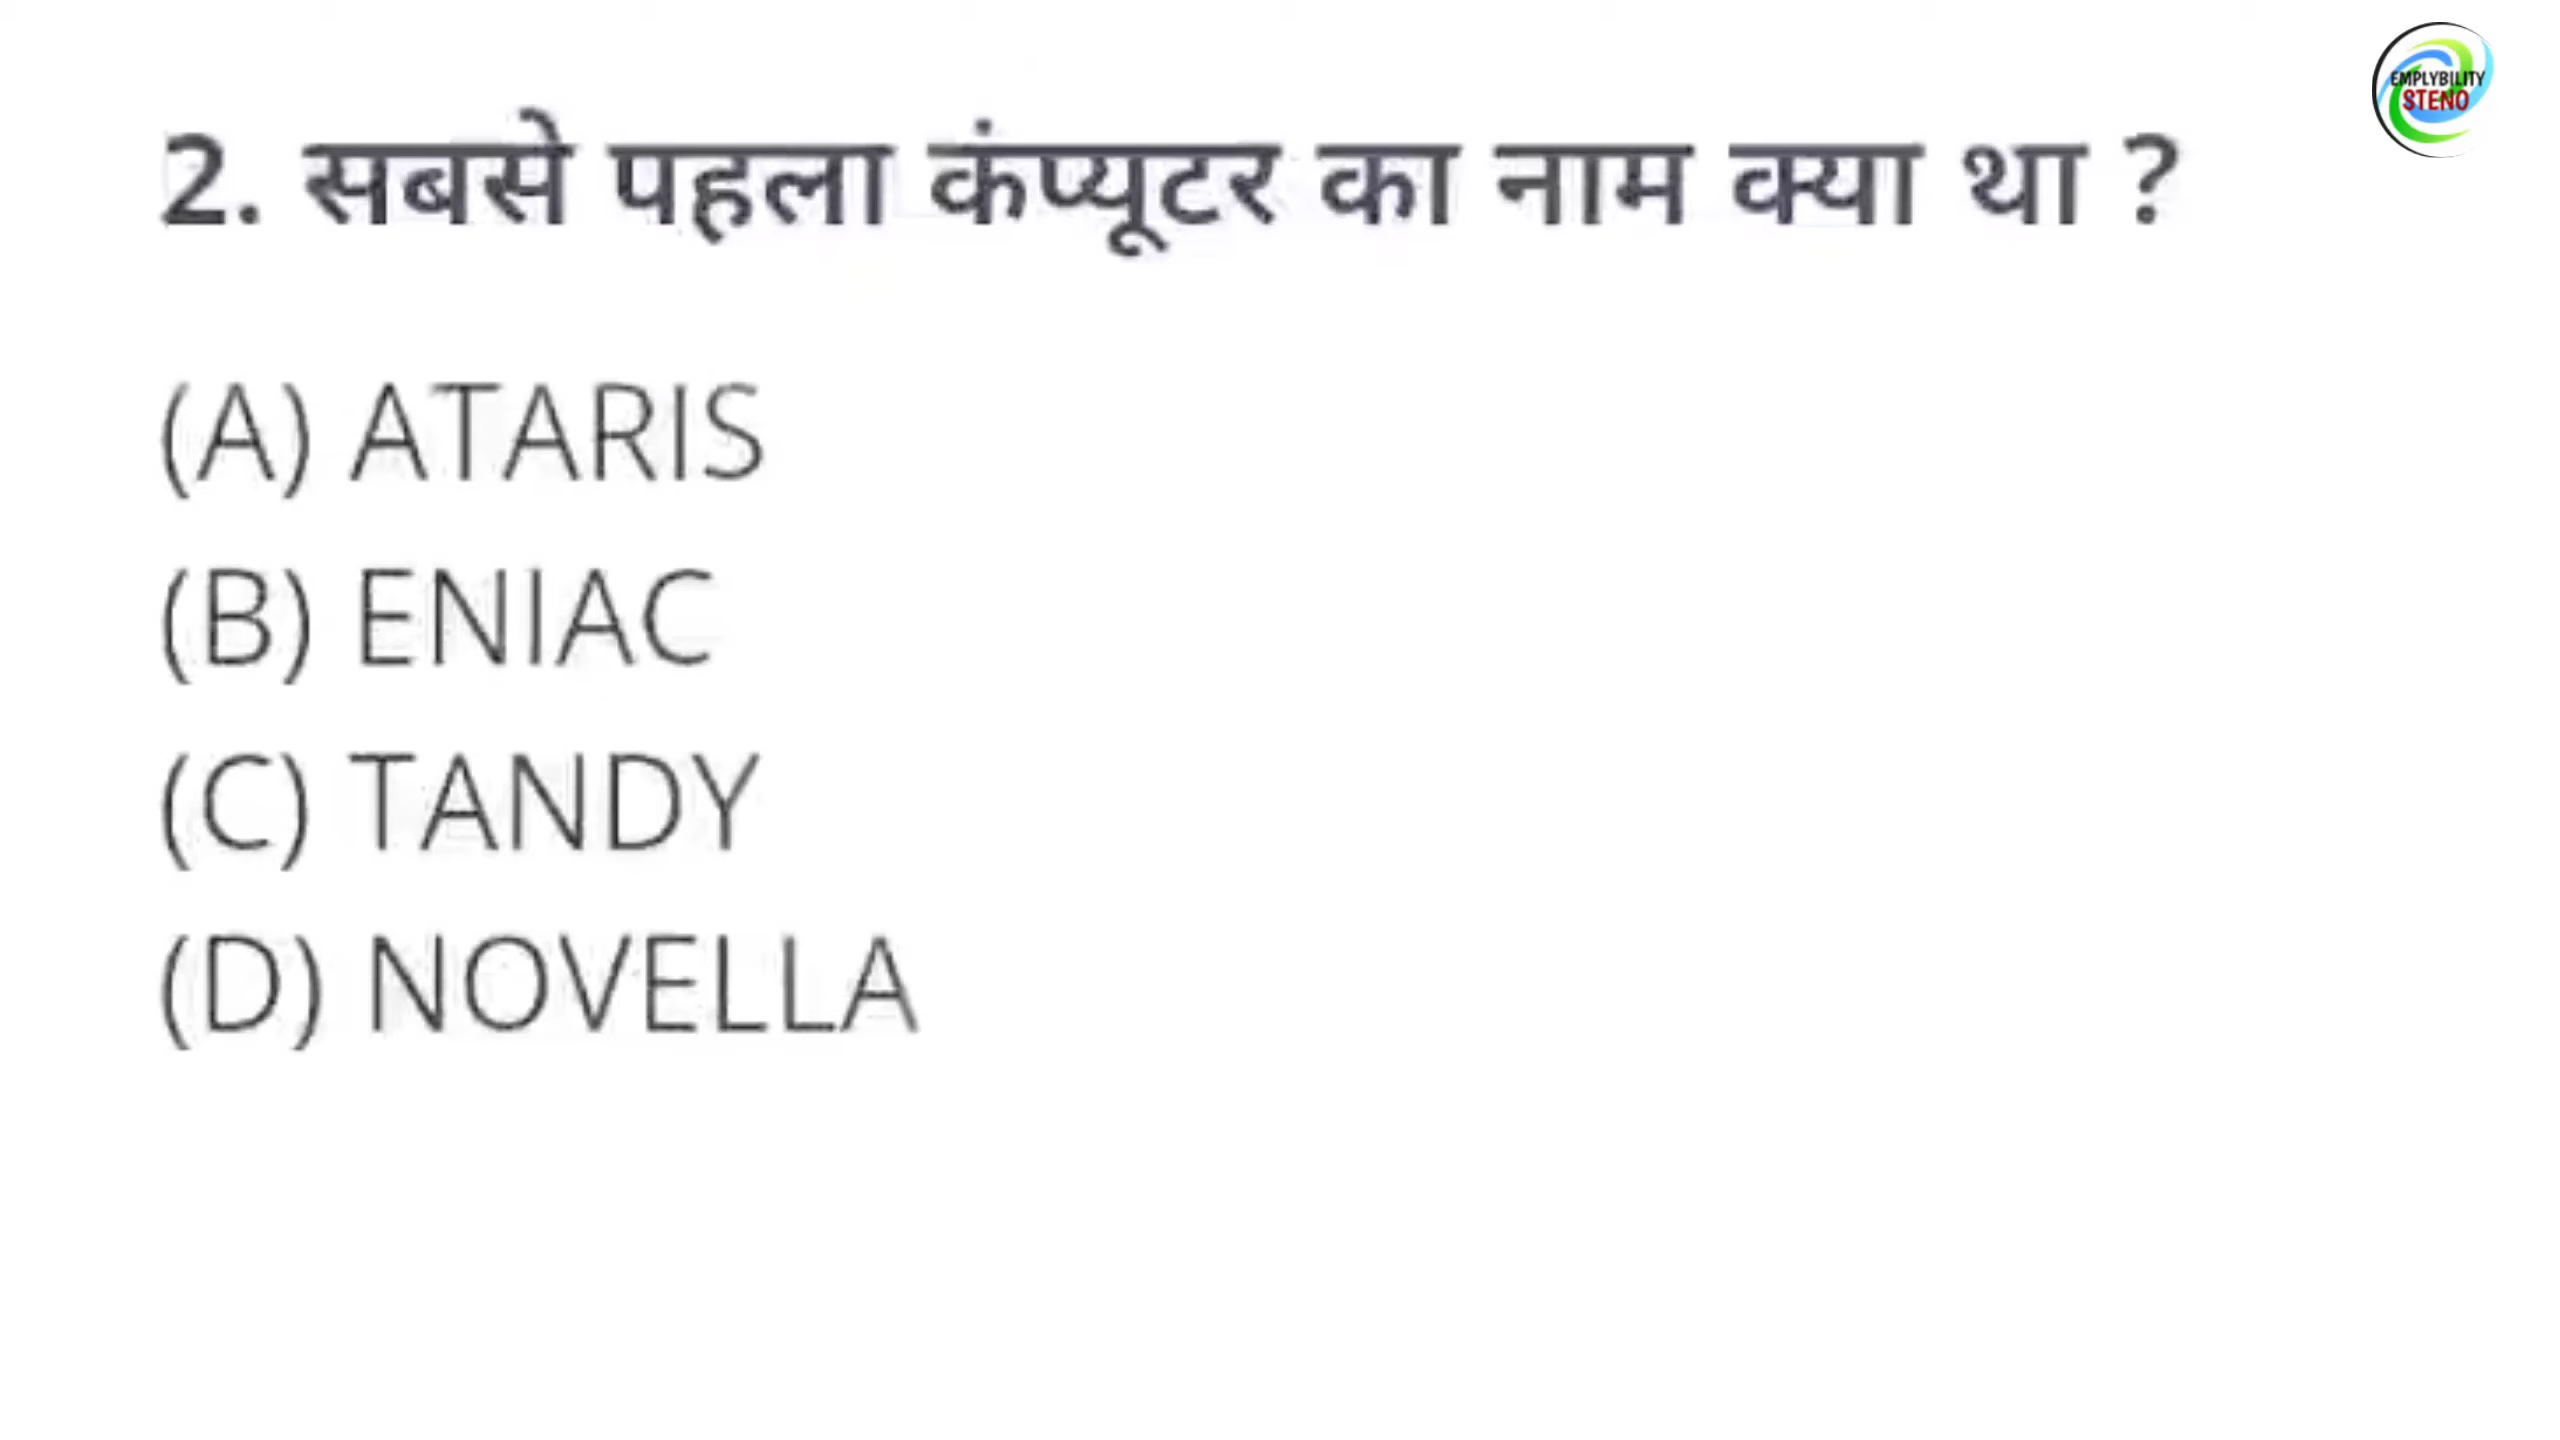 EMPLYBILITY
STENO
2. सबसे पहला कंप्यूटर का नाम क्या था ?
(A) ATARIS
(B) ENIAC
(C) TANDY
(D) NOVELLA